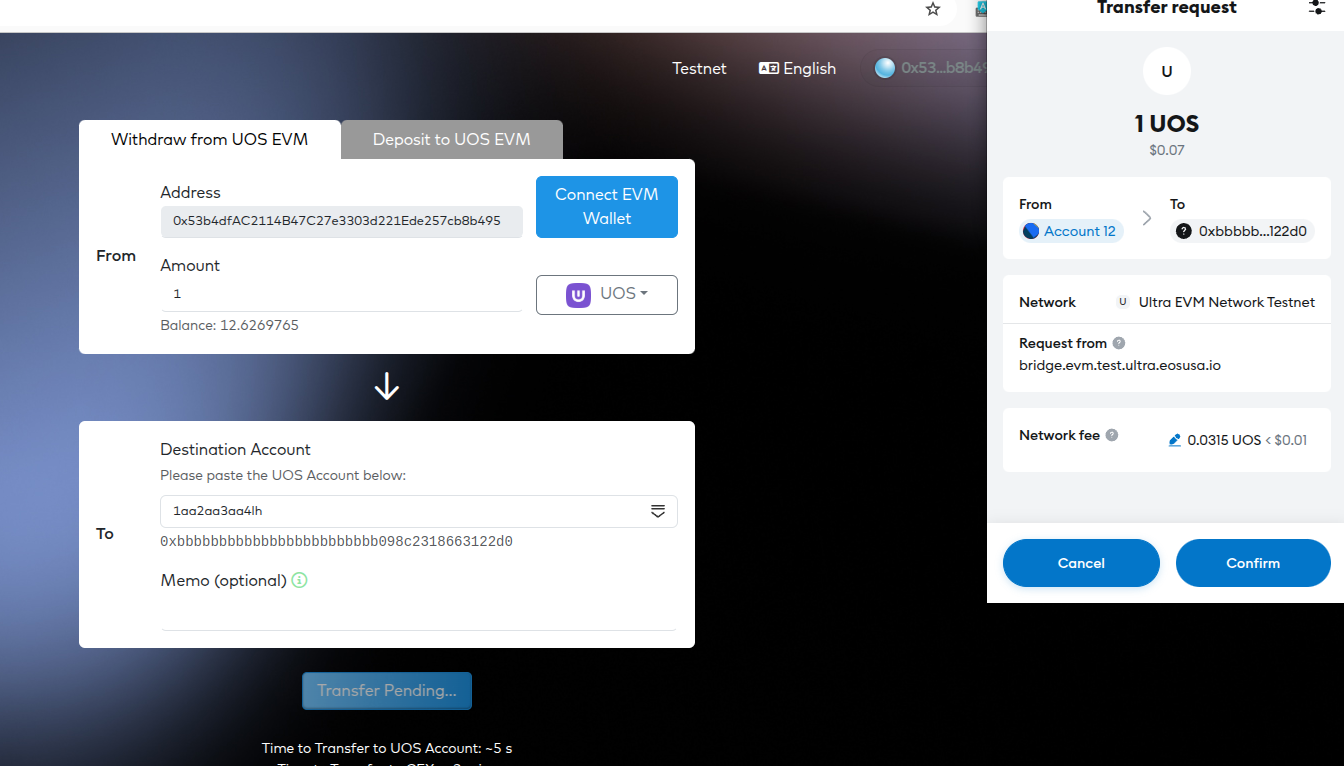 Testnet
English
0x53...b8b49
Withdraw from UOS EVM
Deposit to UOS EVM
From
Address
0x53b4dfAC2114B47C27e3303d221Ede257cb8b495
Connect EVM
Wallet
Amount
1
UOS
Balance: 12.6269765
To
Destination Account
Please paste the UOS Account below:
1aa2aa3aa4lh
0xbbbbbbbbbbbbbbbbbbbbbbbb098c2318663122d0
Memo (optional)
Transfer Pending...
Time to Transfer to UOS Account: ~5 s
Transfer request
U
1 UOS
$0.07
From
To
Account 12
0xbbbbb...122d0
Network
U
Ultra EVM Network Testnet
Request from
bridge.evm.test.ultra.eosusa.io
Network fee
0.0315 UOS < $0.01
Cancel
Confirm